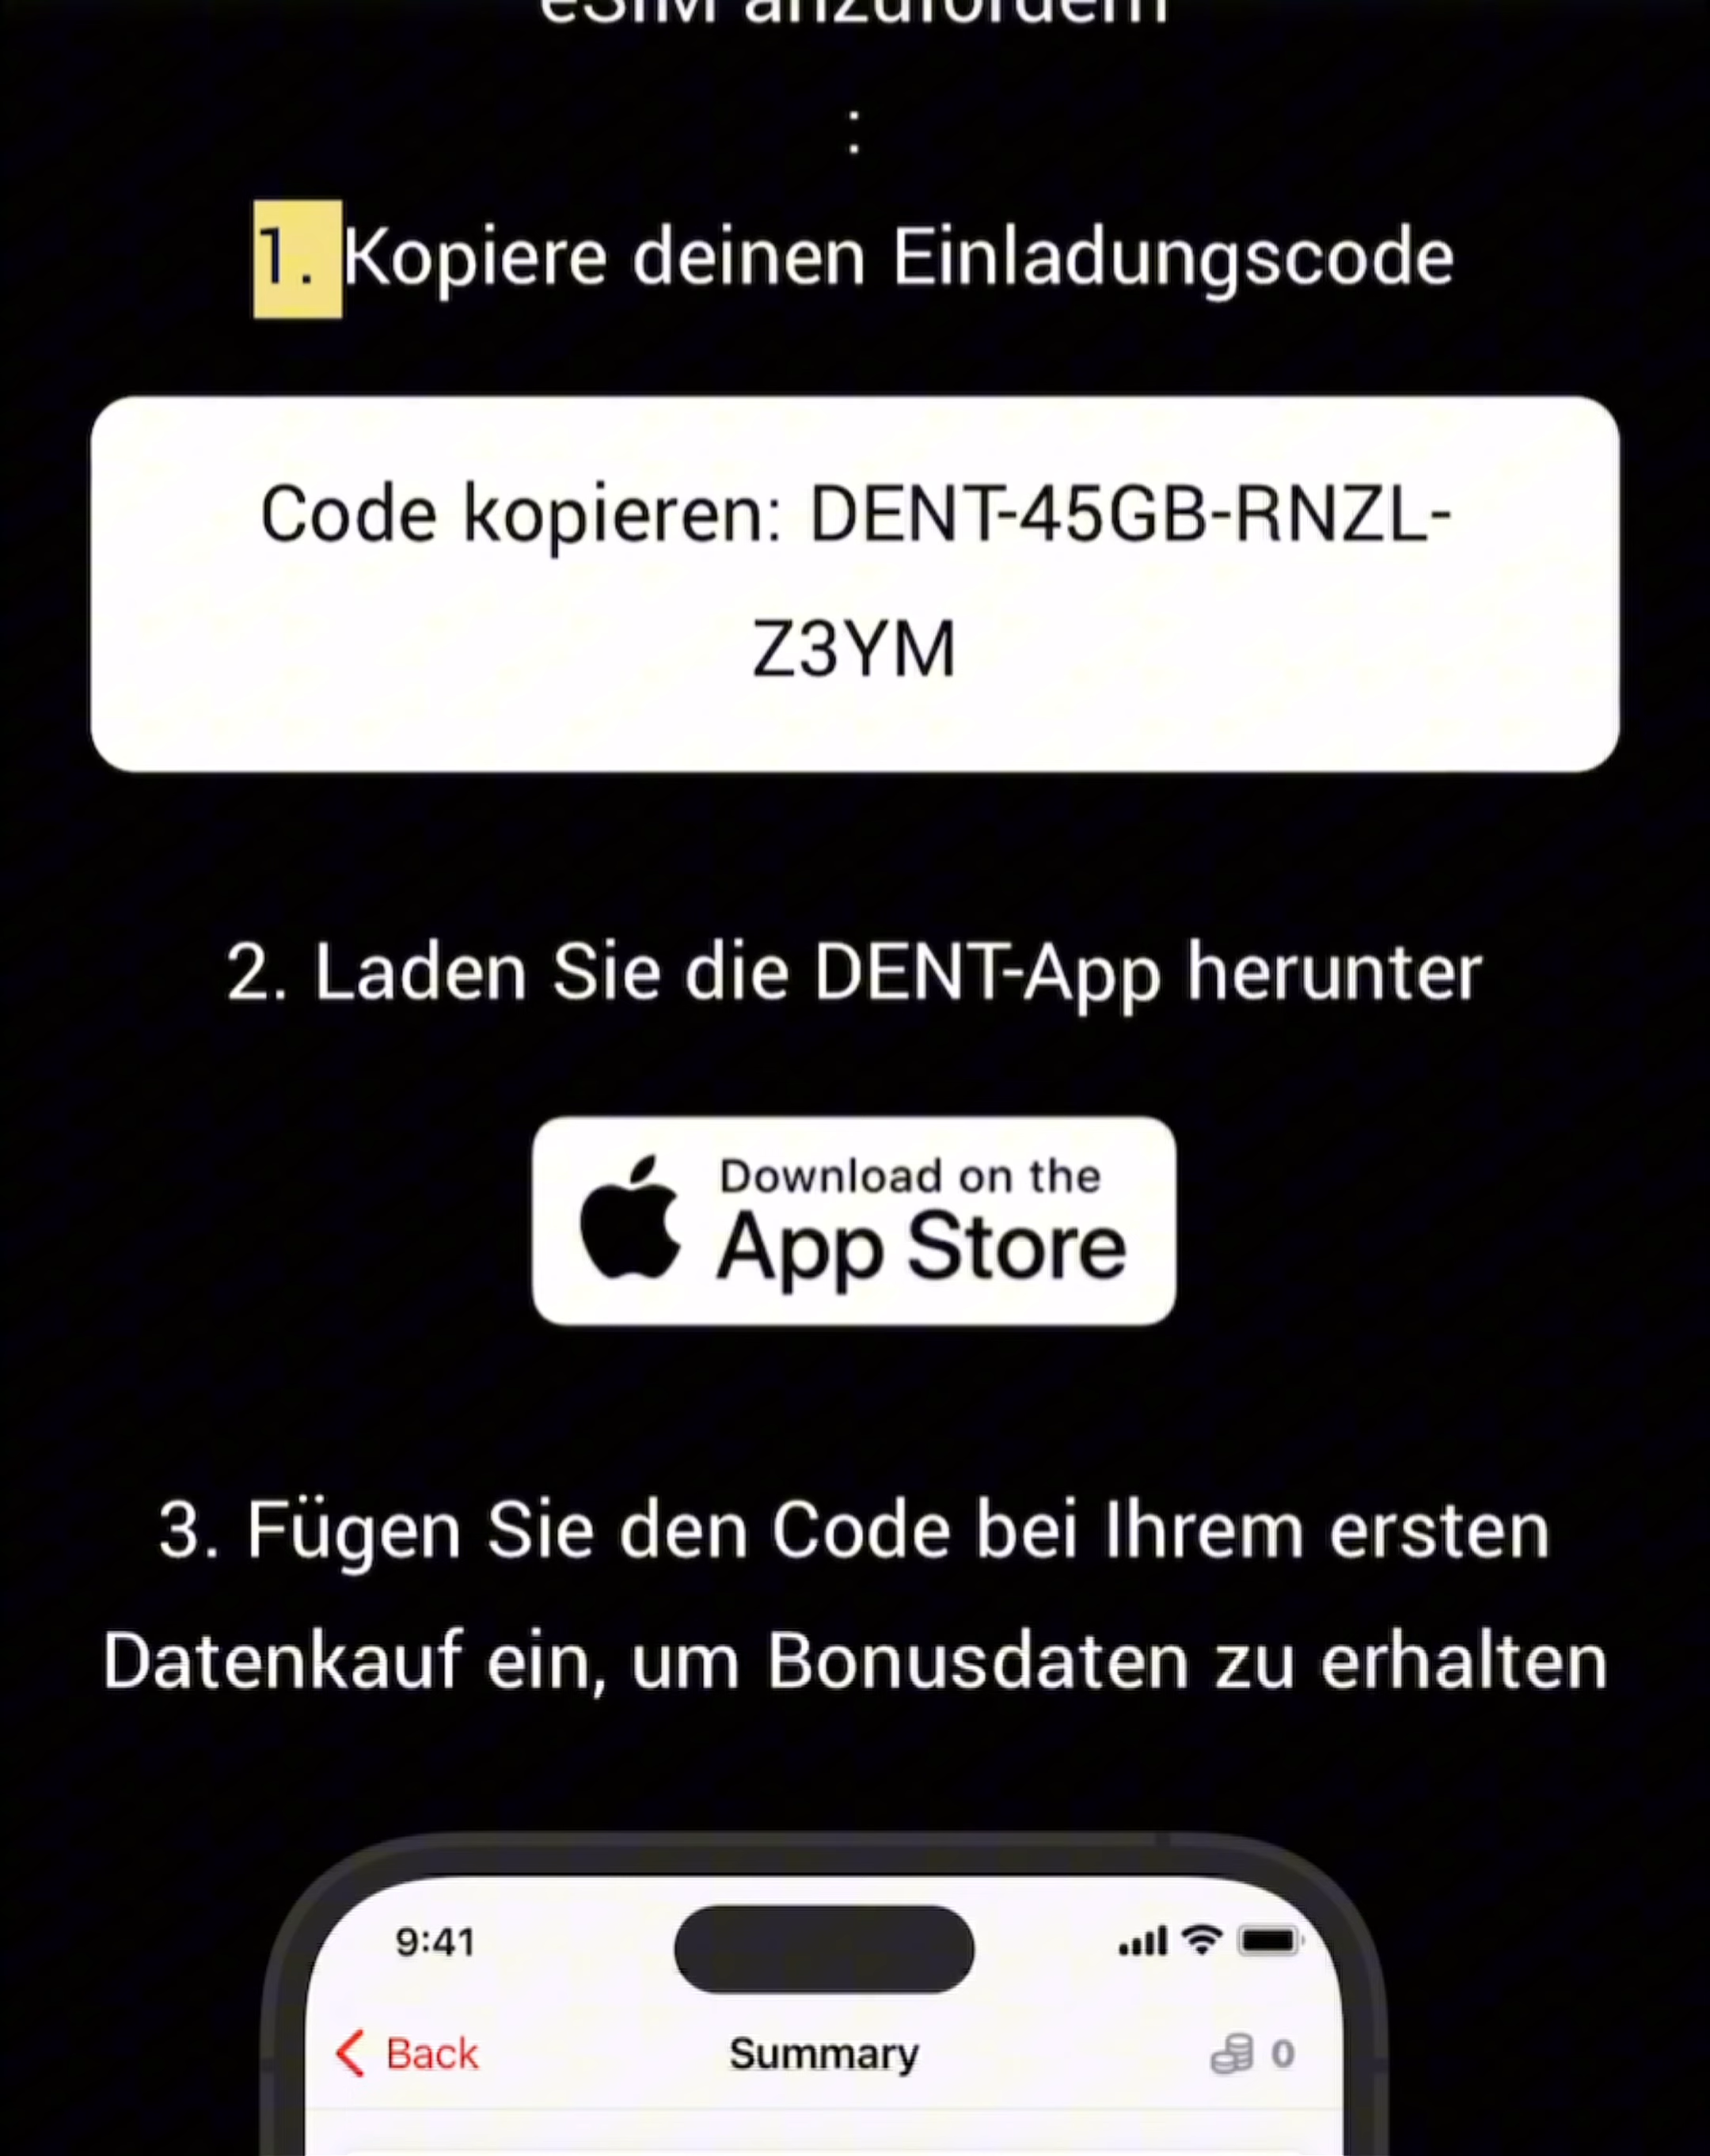 eSIM anzufordern
:
1. Kopiere deinen Einladungscode
Code kopieren: DENT-45GB-RNZL-
Z3YM
2. Laden Sie die DENT-App herunter
Download on the
App Store
3. Fügen Sie den Code bei Ihrem ersten
Datenkauf ein, um Bonusdaten zu erhalten
9:41
Back Summary 0